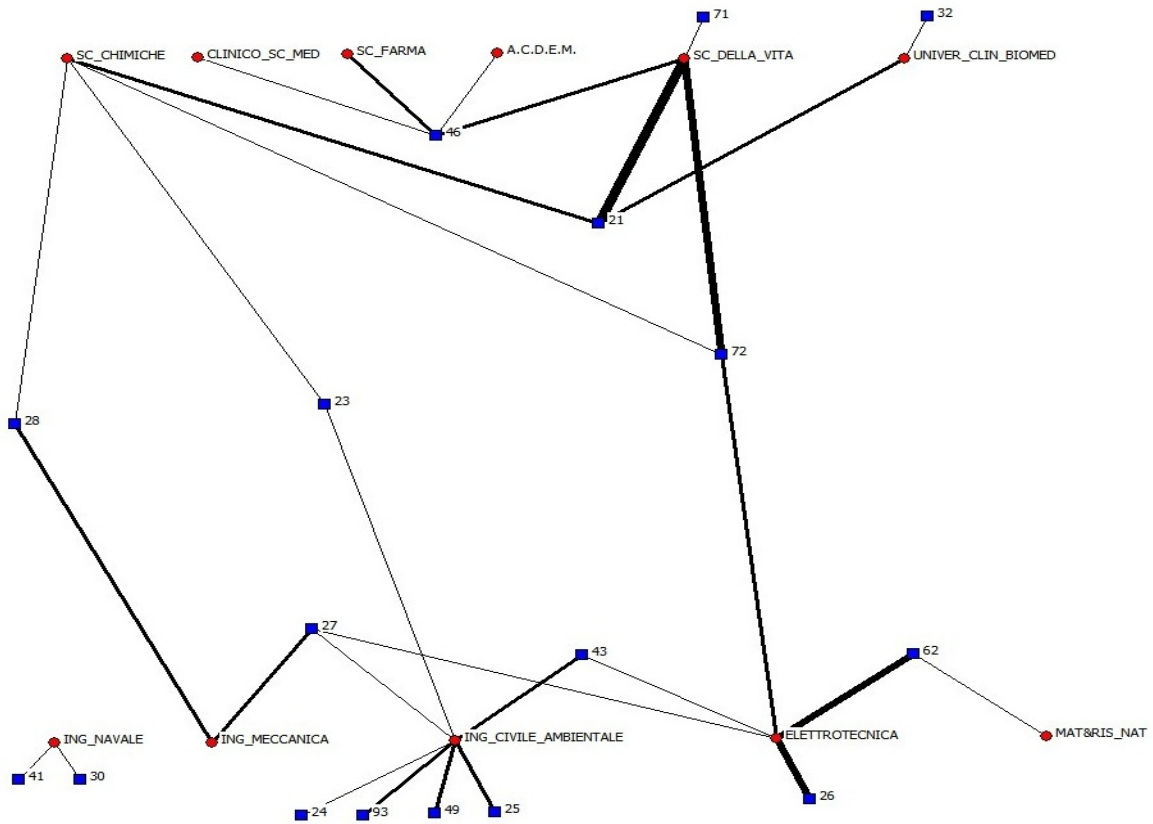 71
32
SC_CHIMICHE
CLINICO_SC_MED
SC_FARMA
A.C.D.E.M.
SC_DELLA_VITA
UNIVER_CLIN_BIOMED
46
21
72
23
28
27
43
62
ING_NAVALE
ING_MECCANICA
ING_CIVILE_AMBIENTALE
ELETTROTECNICA
MAT&RIS_NAT
41
30
24
93
49
25
26